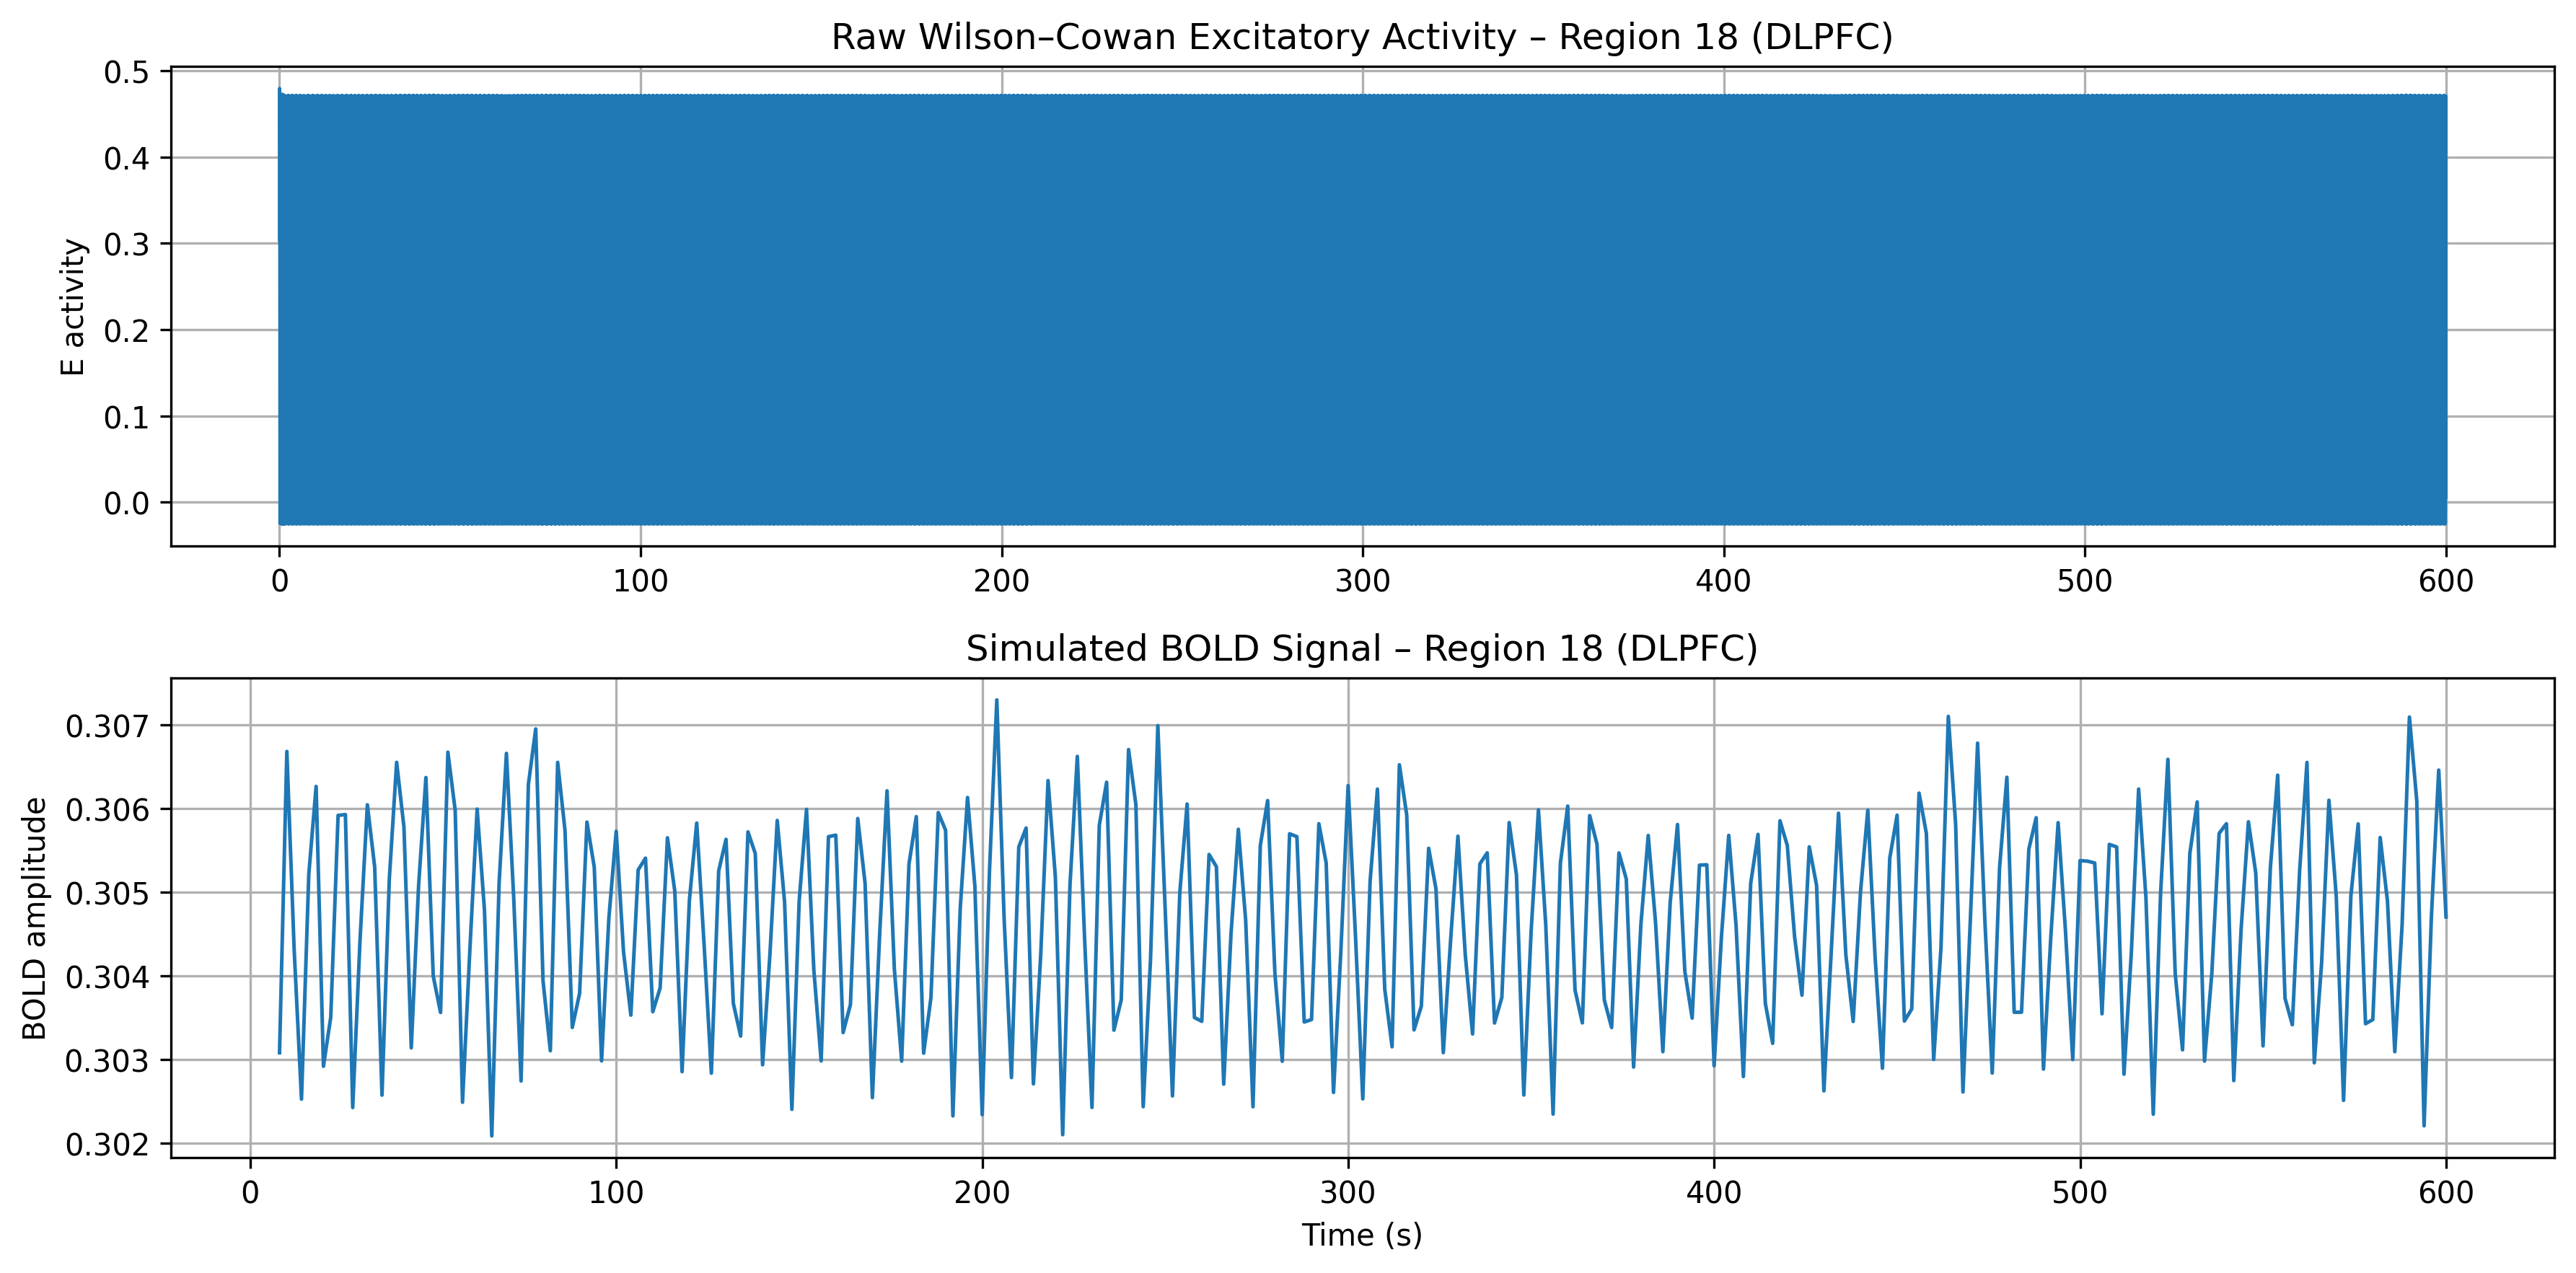 Raw Wilson–Cowan Excitatory Activity – Region 18 (DLPFC)
0.5
0.4
0.3
0.2
0.1
0.0
E activity
0 100 200 300 400 500 600
Simulated BOLD Signal – Region 18 (DLPFC)
0.307
0.306
0.305
0.304
0.303
0.302
BOLD amplitude
0 100 200 300 400 500 600
Time (s)